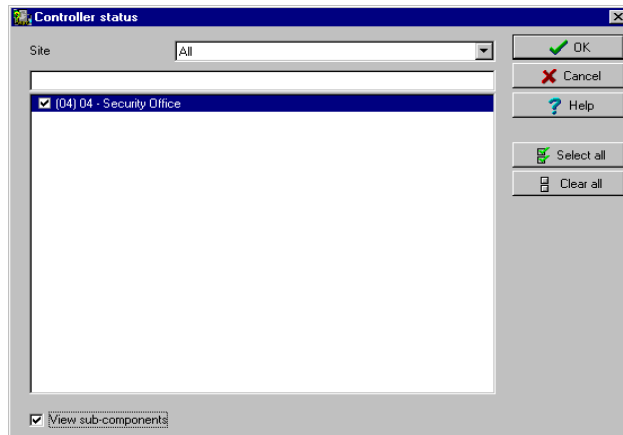 Controller status
Site
All
OK
Cancel
(04) 04 - Security Office
Help
Select all
Clear all
View sub-components